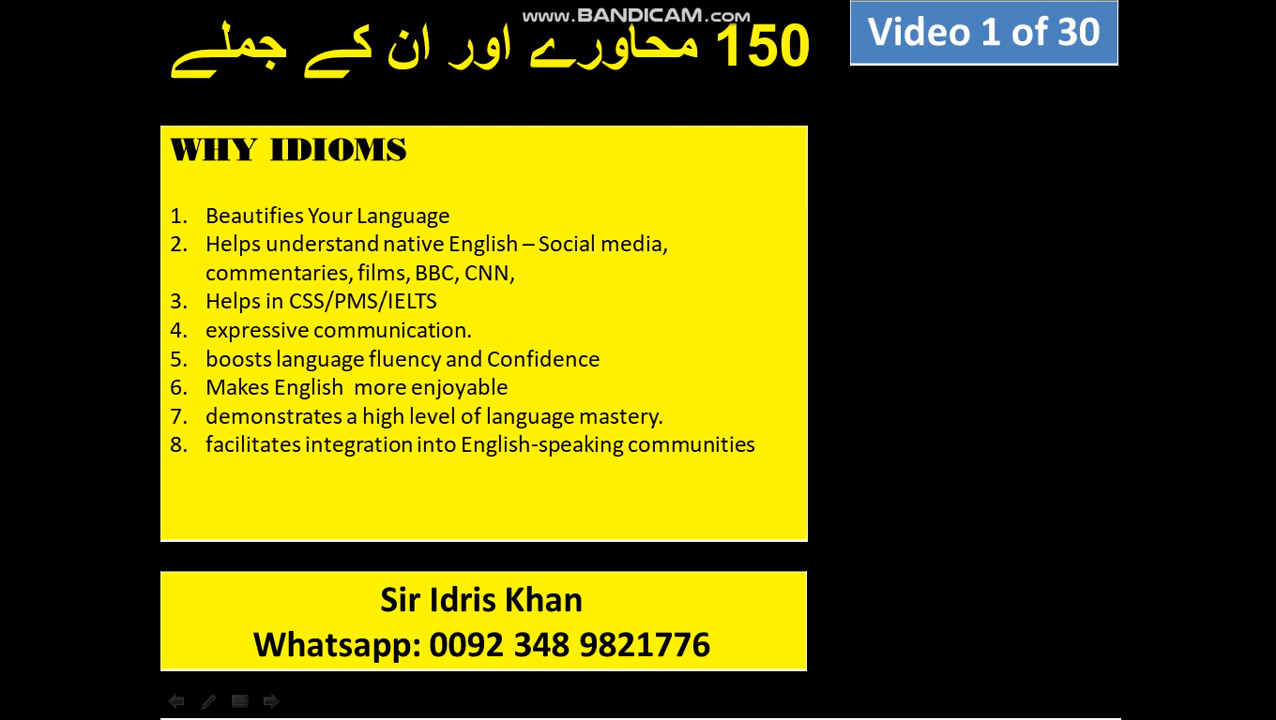 www.BANDICAM.com
150 محاورے اور ان کے جملے
Video 1 of 30
WHY IDIOMS
1. Beautifies Your Language
2. Helps understand native English – Social media,
commentaries, films, BBC, CNN,
3. Helps in CSS/PMS/IELTS
4. expressive communication.
5. boosts language fluency and Confidence
6. Makes English  more enjoyable
7. demonstrates a high level of language mastery.
8. facilitates integration into English-speaking communities
Sir Idris Khan
Whatsapp: 0092 348 9821776